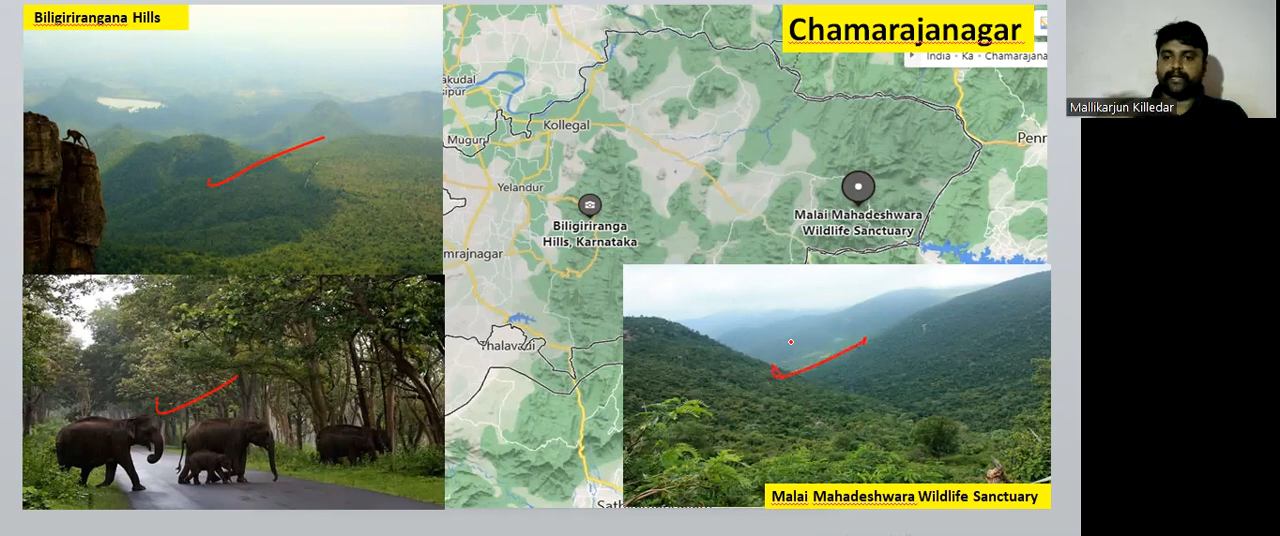 Biligirirangana Hills
Chamarajanagar
India · Ka · Chamarajana
akudal
sipur
Kollegal
Mugur
Penn
Yelandur
Malai Mahadeshwara
Wildlife Sanctuary
Biligiriranga
Hills, Karnataka
mrajnagar
Thalavadi
Sath
Malai Mahadeshwara Wildlife Sanctuary
Mallikarjun Killedar